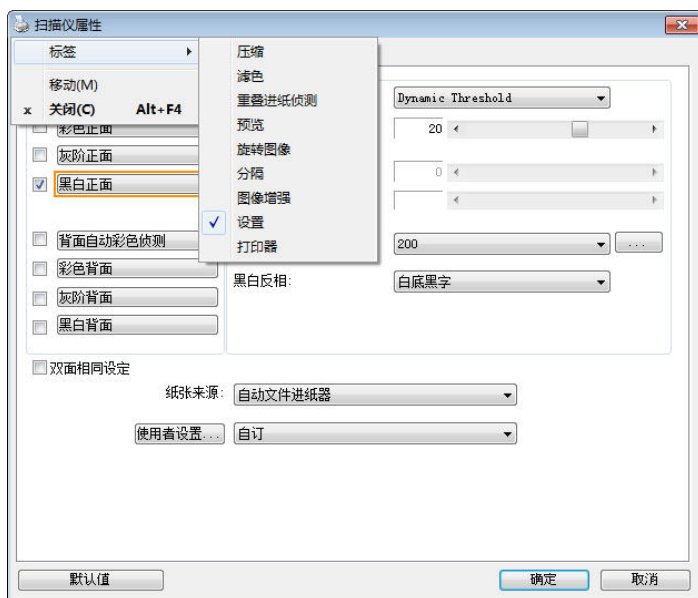 扫描仪属性
标签
移动(M)
x 关闭(C) Alt+F4
压缩
滤色
重叠进纸侦测
预览
旋转图像
分隔
图像增强
设置
打印器
彩色正面
灰阶正面
黑白正面
背面自动彩色侦测
彩色背面
灰阶背面
黑白背面
Dynamic Threshold
20
0
200
...
黑白反相:
白底黑字
双面相同设定
纸张来源:
自动文件进纸器
使用者设置...
自订
默认值
确定
取消